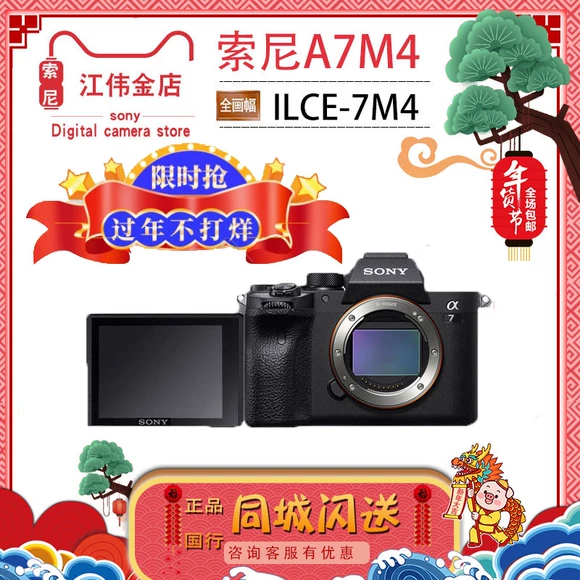 索尼
江伟金店
sony
Digital camera store
索尼A7M4
全画幅
ILCE-7M4
限时抢
过年不打烊
年货节
全场包邮
SONY
α
7
SONY
正品
国行
同城闪送
咨询客服有优惠